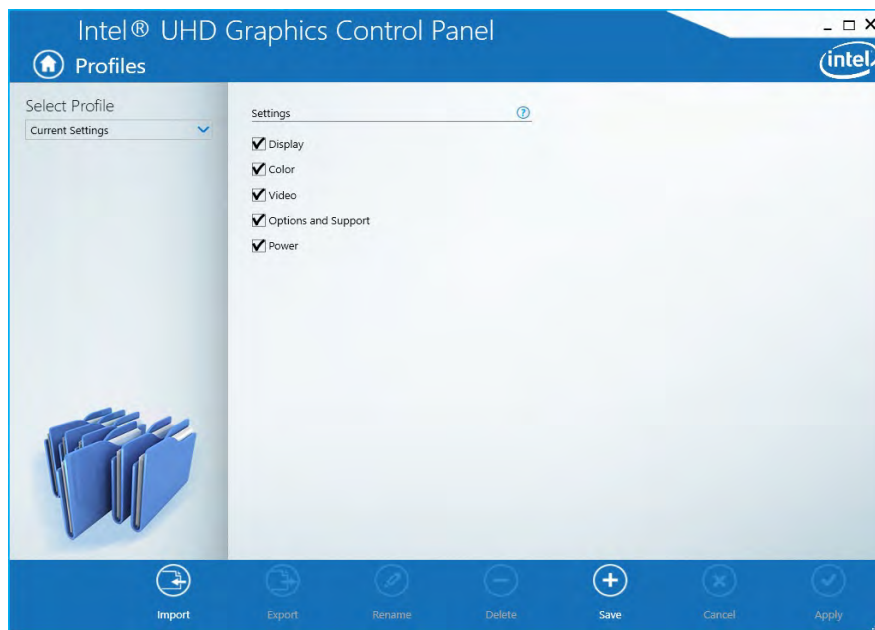 Intel® UHD Graphics Control Panel
Profiles
intel
Select Profile
Current Settings
Settings
?
Display
Color
Video
Options and Support
Power
Import
Export
Rename
Delete
Save
Cancel
Apply